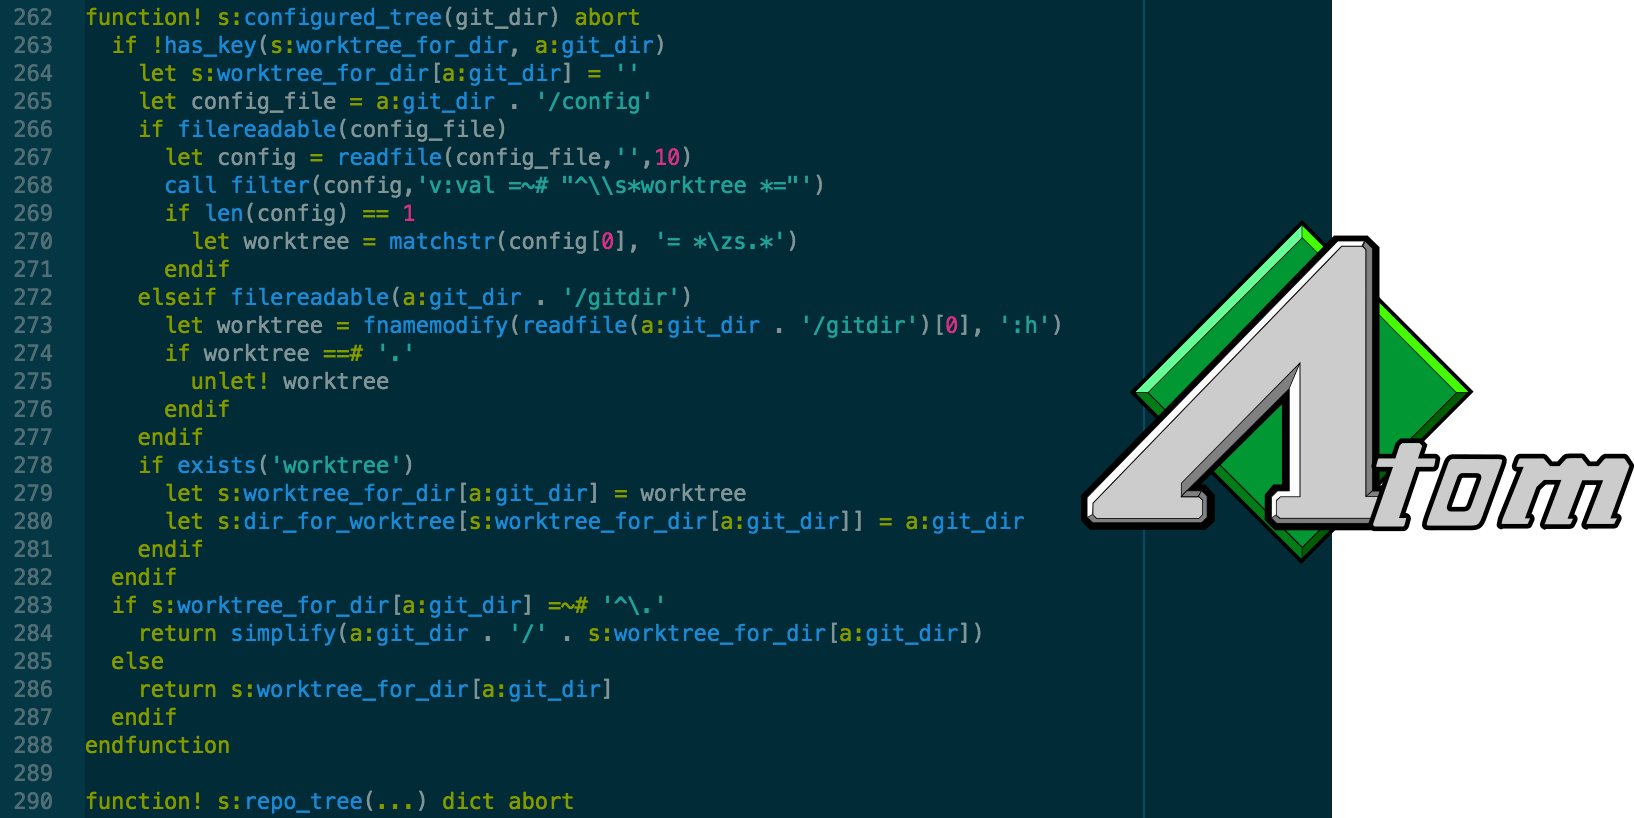 262 function! s:configured_tree(git_dir) abort
263   if !has_key(s:worktree_for_dir, a:git_dir)
264     let s:worktree_for_dir[a:git_dir] = ''
265     let config_file = a:git_dir . '/config'
266     if filereadable(config_file)
267       let config = readfile(config_file,'',10)
268       call filter(config,'v:val =~# "^\\s*worktree *="')
269       if len(config) == 1
270         let worktree = matchstr(config[0], '= *\zs.*')
271       endif
272     elseif filereadable(a:git_dir . '/gitdir')
273       let worktree = fnamemodify(readfile(a:git_dir . '/gitdir')[0], ':h')
274       if worktree ==# '.'
275         unlet! worktree
276       endif
277     endif
278     if exists('worktree')
279       let s:worktree_for_dir[a:git_dir] = worktree
280       let s:dir_for_worktree[s:worktree_for_dir[a:git_dir]] = a:git_dir
281     endif
282   endif
283   if s:worktree_for_dir[a:git_dir] =~# '^\.'
284     return simplify(a:git_dir . '/' . s:worktree_for_dir[a:git_dir])
285   else
286     return s:worktree_for_dir[a:git_dir]
287   endif
288 endfunction
289
290 function! s:repo_tree(...) dict abort
Atom